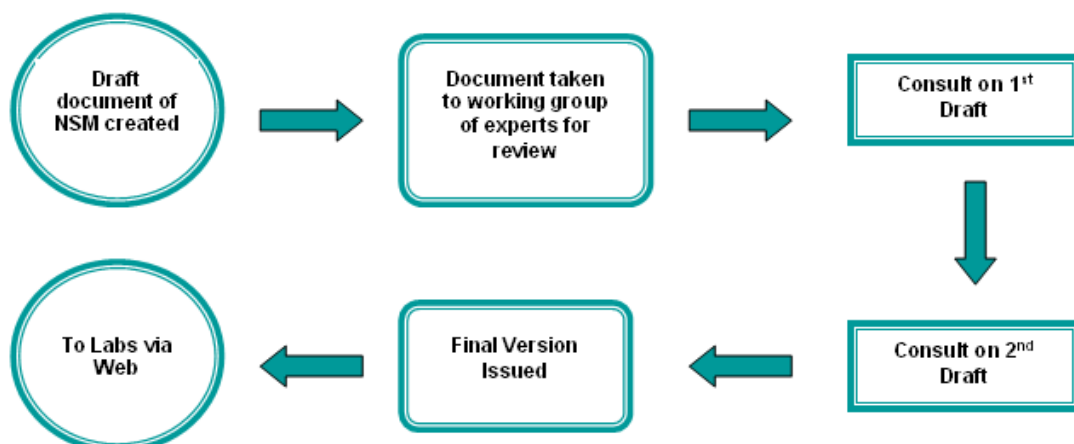 Draft
document of
NSM created
Document taken
to working group
of experts for
review
Consult on 1st
Draft
Consult on 2nd
Draft
Final Version
Issued
To Labs via
Web